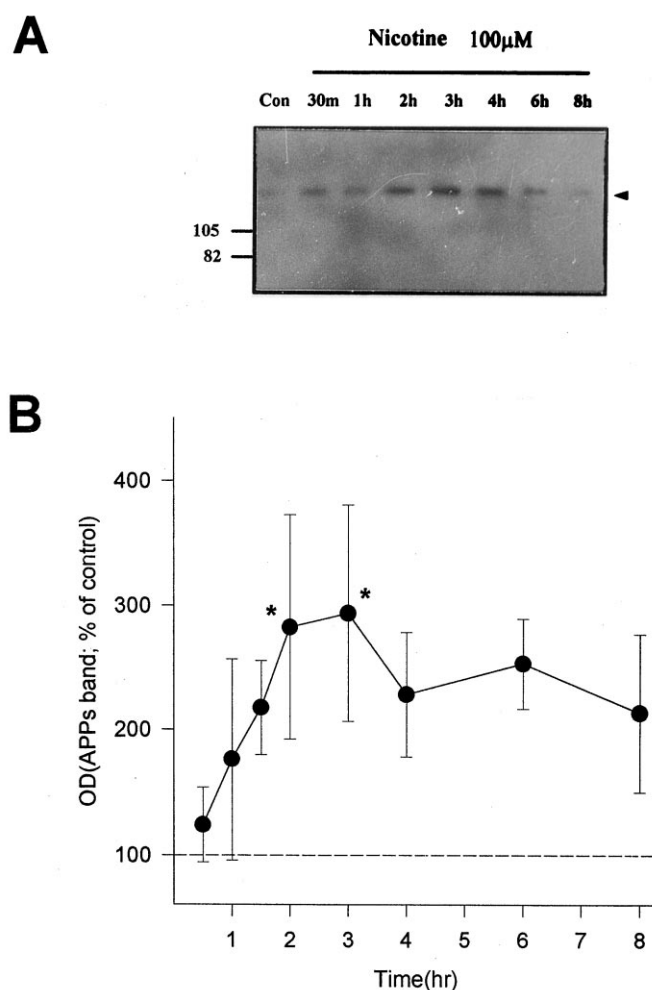 A
Nicotine 100µM
Con 30m 1h 2h 3h 4h 6h 8h
105
82
B
400
300
200
100
OD(APPs band; % of control)
*
*
1 2 3 4 5 6 7 8
Time(hr)